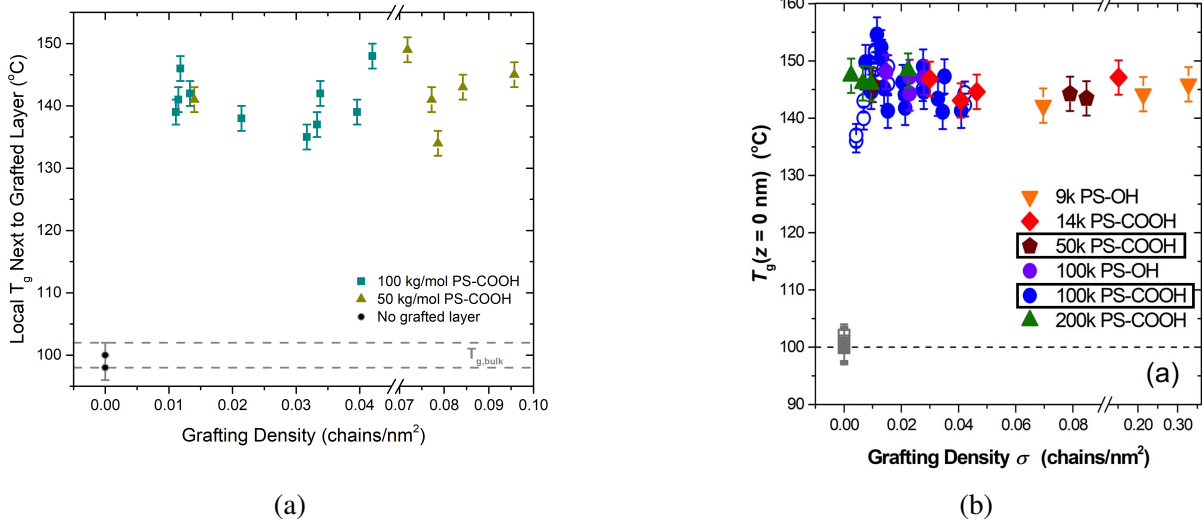 150
140
130
120
110
100
Local Tg Next to Grafted Layer (°C)
100 kg/mol PS-COOH
50 kg/mol PS-COOH
No grafted layer
Tg,bulk
0.00 0.01 0.02 0.03 0.04 0.07 0.08 0.09 0.10
Grafting Density (chains/nm²)
(a)
160
150
140
130
120
110
100
90
Tg(z = 0 nm) (°C)
9k PS-OH
14k PS-COOH
50k PS-COOH
100k PS-OH
100k PS-COOH
200k PS-COOH
(a)
0.00 0.02 0.04 0.06 0.08 0.20 0.30
Grafting Density σ (chains/nm²)
(b)